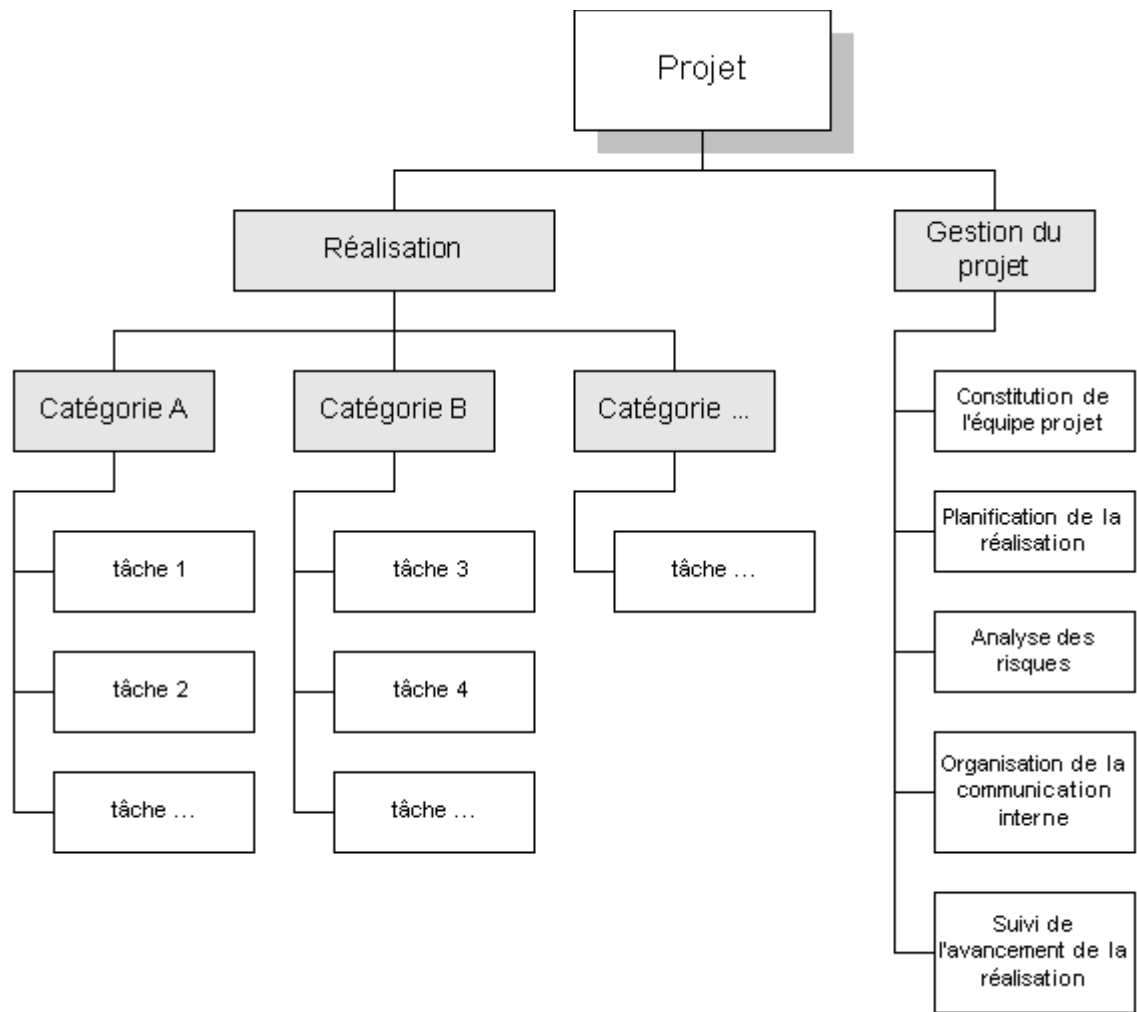 Projet
Réalisation
Gestion du
projet
Catégorie A
Catégorie B
Catégorie ...
tâche 1
tâche 2
tâche ...
tâche 3
tâche 4
tâche ...
tâche ...
Constitution de
l'équipe projet
Planification de la
réalisation
Analyse des
risques
Organisation de la
communication
interne
Suivi de
l'avancement de la
réalisation